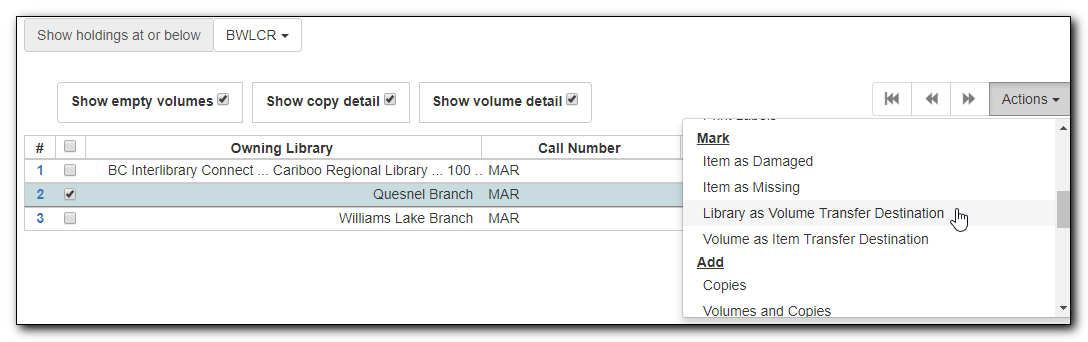 Show holdings at or below BWLCR
Show empty volumes Show copy detail Show volume detail Actions
Print Labels
# Owning Library Call Number
Mark
1 BC Interlibrary Connect ... Cariboo Regional Library ... 100 .. MAR
Item as Damaged
2 Quesnel Branch MAR
Item as Missing
3 Williams Lake Branch MAR
Library as Volume Transfer Destination
Volume as Item Transfer Destination
Add
Copies
Volumes and Copies